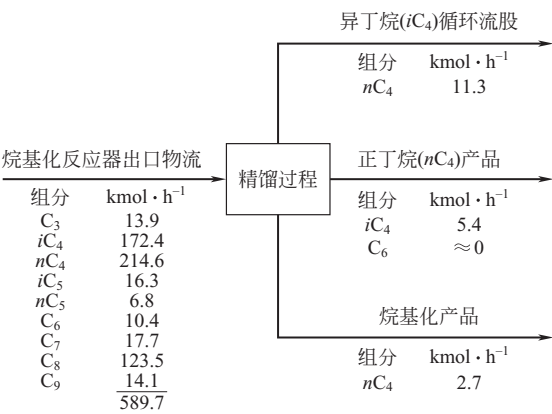 异丁烷(iC₄)循环流股
组分 kmol·h⁻¹
nC₄ 11.3
烷基化反应器出口物流
组分 kmol·h⁻¹
C₃ 13.9
iC₄ 172.4
nC₄ 214.6
iC₅ 16.3
nC₅ 6.8
C₆ 10.4
C₇ 17.7
C₈ 123.5
C₉ 14.1
589.7
精馏过程
正丁烷(nC₄)产品
组分 kmol·h⁻¹
iC₄ 5.4
C₆ ≈0
烷基化产品
组分 kmol·h⁻¹
nC₄ 2.7